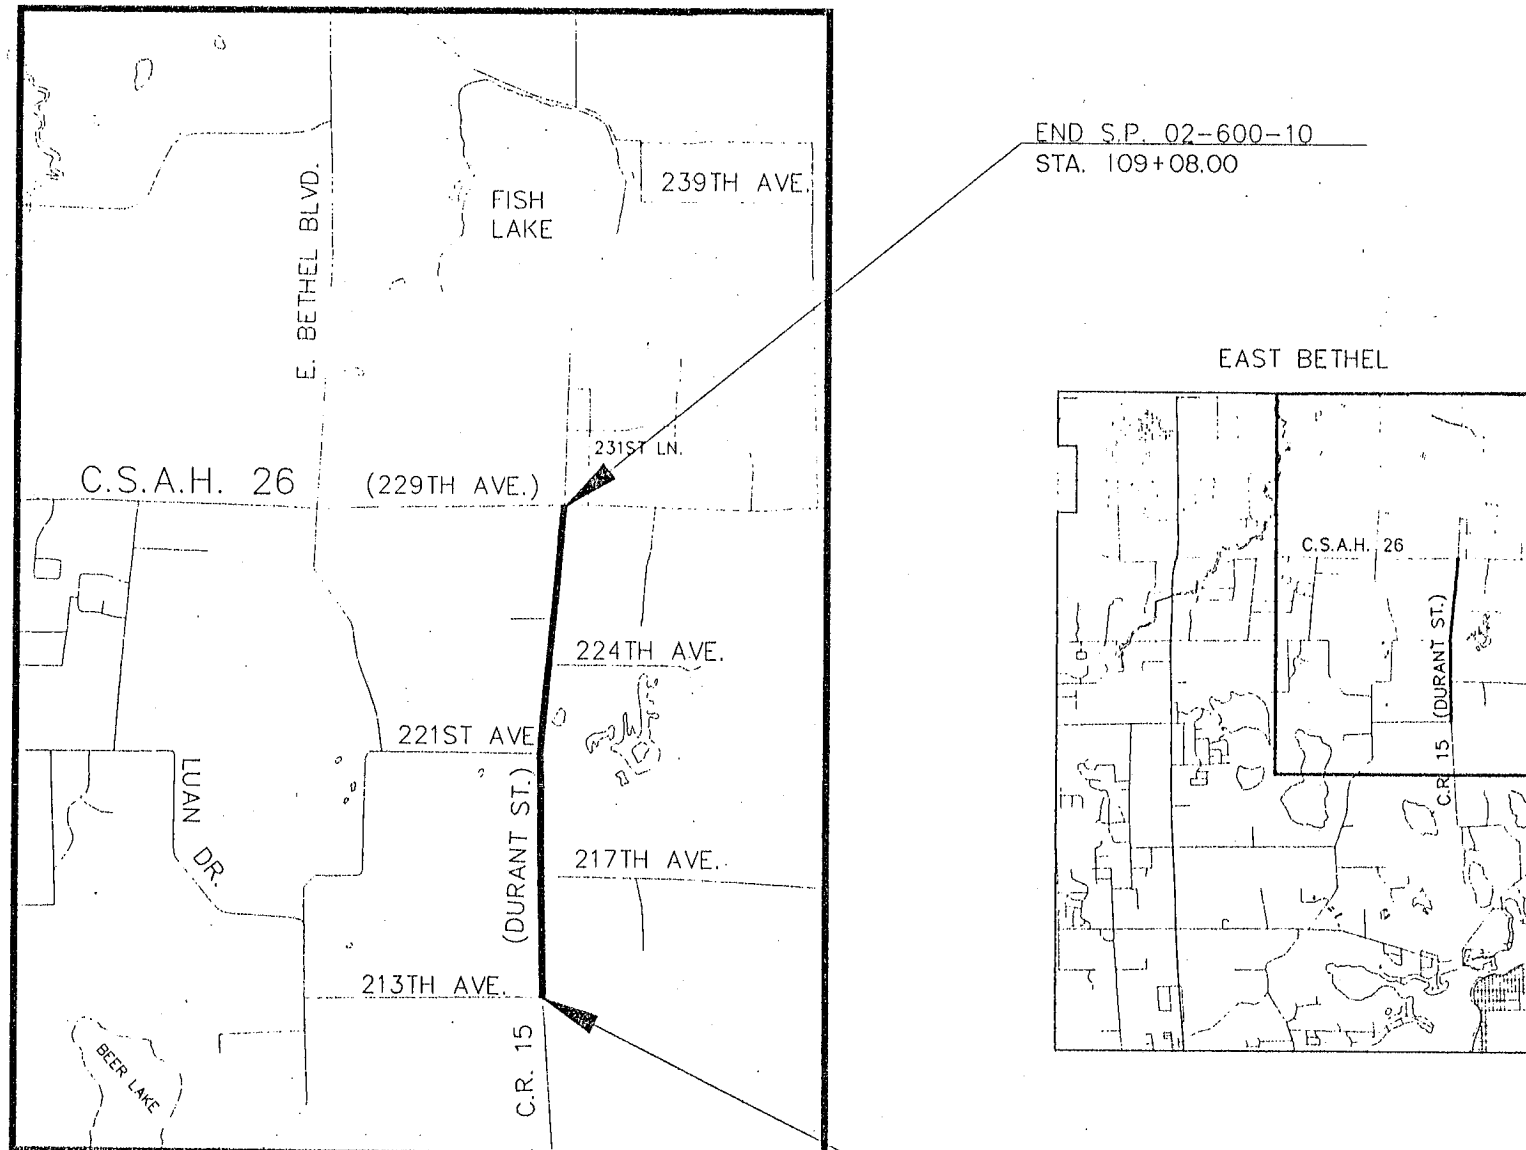 END S.P. 02-600-10
STA. 109+08.00
239TH AVE.
FISH
LAKE
E. BETHEL BLVD.
EAST BETHEL
231ST LN.
C.S.A.H. 26
(229TH AVE.)
224TH AVE.
221ST AVE
LUAN
DR.
(DURANT ST.)
217TH AVE.
213TH AVE.
C.R. 15
BEER LAKE
C.S.A.H. 26
C.R. 15 (DURANT ST.)